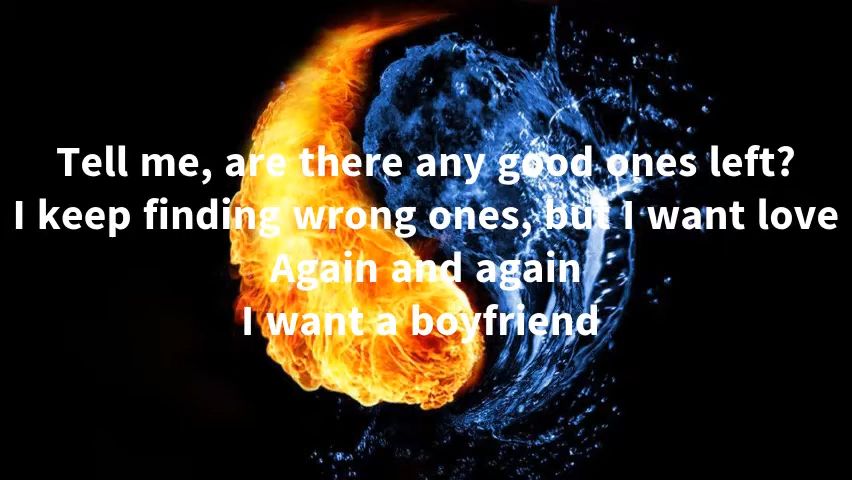 Tell me, are there any good ones left?
I keep finding wrong ones, but I want love
Again and again
I want a boyfriend